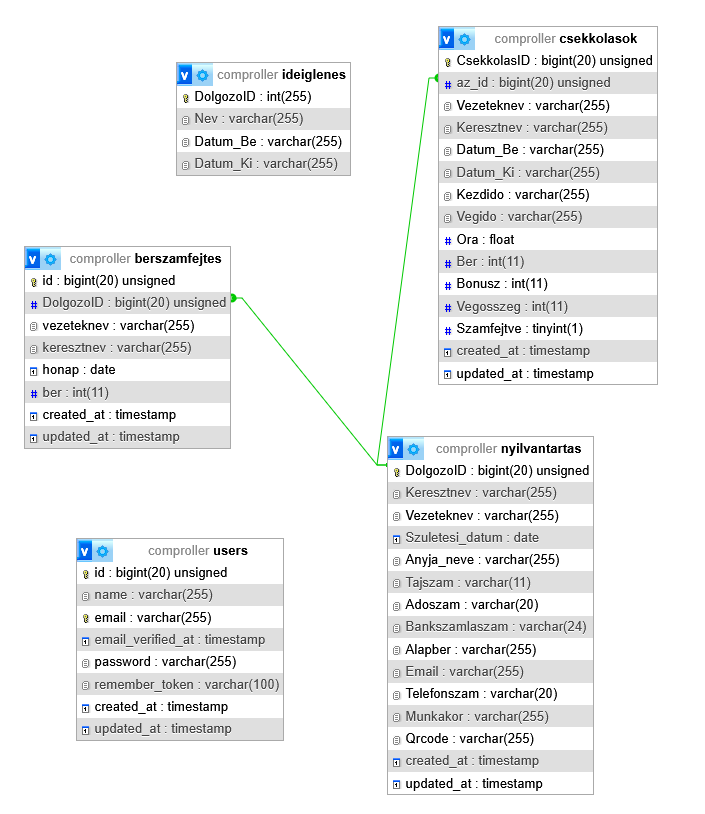 comproller ideiglenes
DolgozoID : int(255)
Nev : varchar(255)
Datum_Be : varchar(255)
Datum_Ki : varchar(255)
comproller csekkolasok
CsekkolasID : bigint(20) unsigned
az_id : bigint(20) unsigned
Vezeteknev : varchar(255)
Keresztnev : varchar(255)
Datum_Be : varchar(255)
Datum_Ki : varchar(255)
Kezdido : varchar(255)
Vegido : varchar(255)
Ora : float
Ber : int(11)
Bonusz : int(11)
Vegosszeg : int(11)
Szamfejtve : tinyint(1)
created_at : timestamp
updated_at : timestamp
comproller berszamfejtes
id : bigint(20) unsigned
DolgozoID : bigint(20) unsigned
vezeteknev : varchar(255)
keresztnev : varchar(255)
honap : date
ber : int(11)
created_at : timestamp
updated_at : timestamp
comproller nyilvantartas
DolgozoID : bigint(20) unsigned
Keresztnev : varchar(255)
Vezeteknev : varchar(255)
Szuletesi_datum : date
Anyja_neve : varchar(255)
Tajszam : varchar(11)
Adoszam : varchar(20)
Bankszamlaszam : varchar(24)
Alapber : varchar(255)
Email : varchar(255)
Telefonszam : varchar(20)
Munkakor : varchar(255)
Qrcode : varchar(255)
created_at : timestamp
updated_at : timestamp
comproller users
id : bigint(20) unsigned
name : varchar(255)
email : varchar(255)
email_verified_at : timestamp
password : varchar(255)
remember_token : varchar(100)
created_at : timestamp
updated_at : timestamp